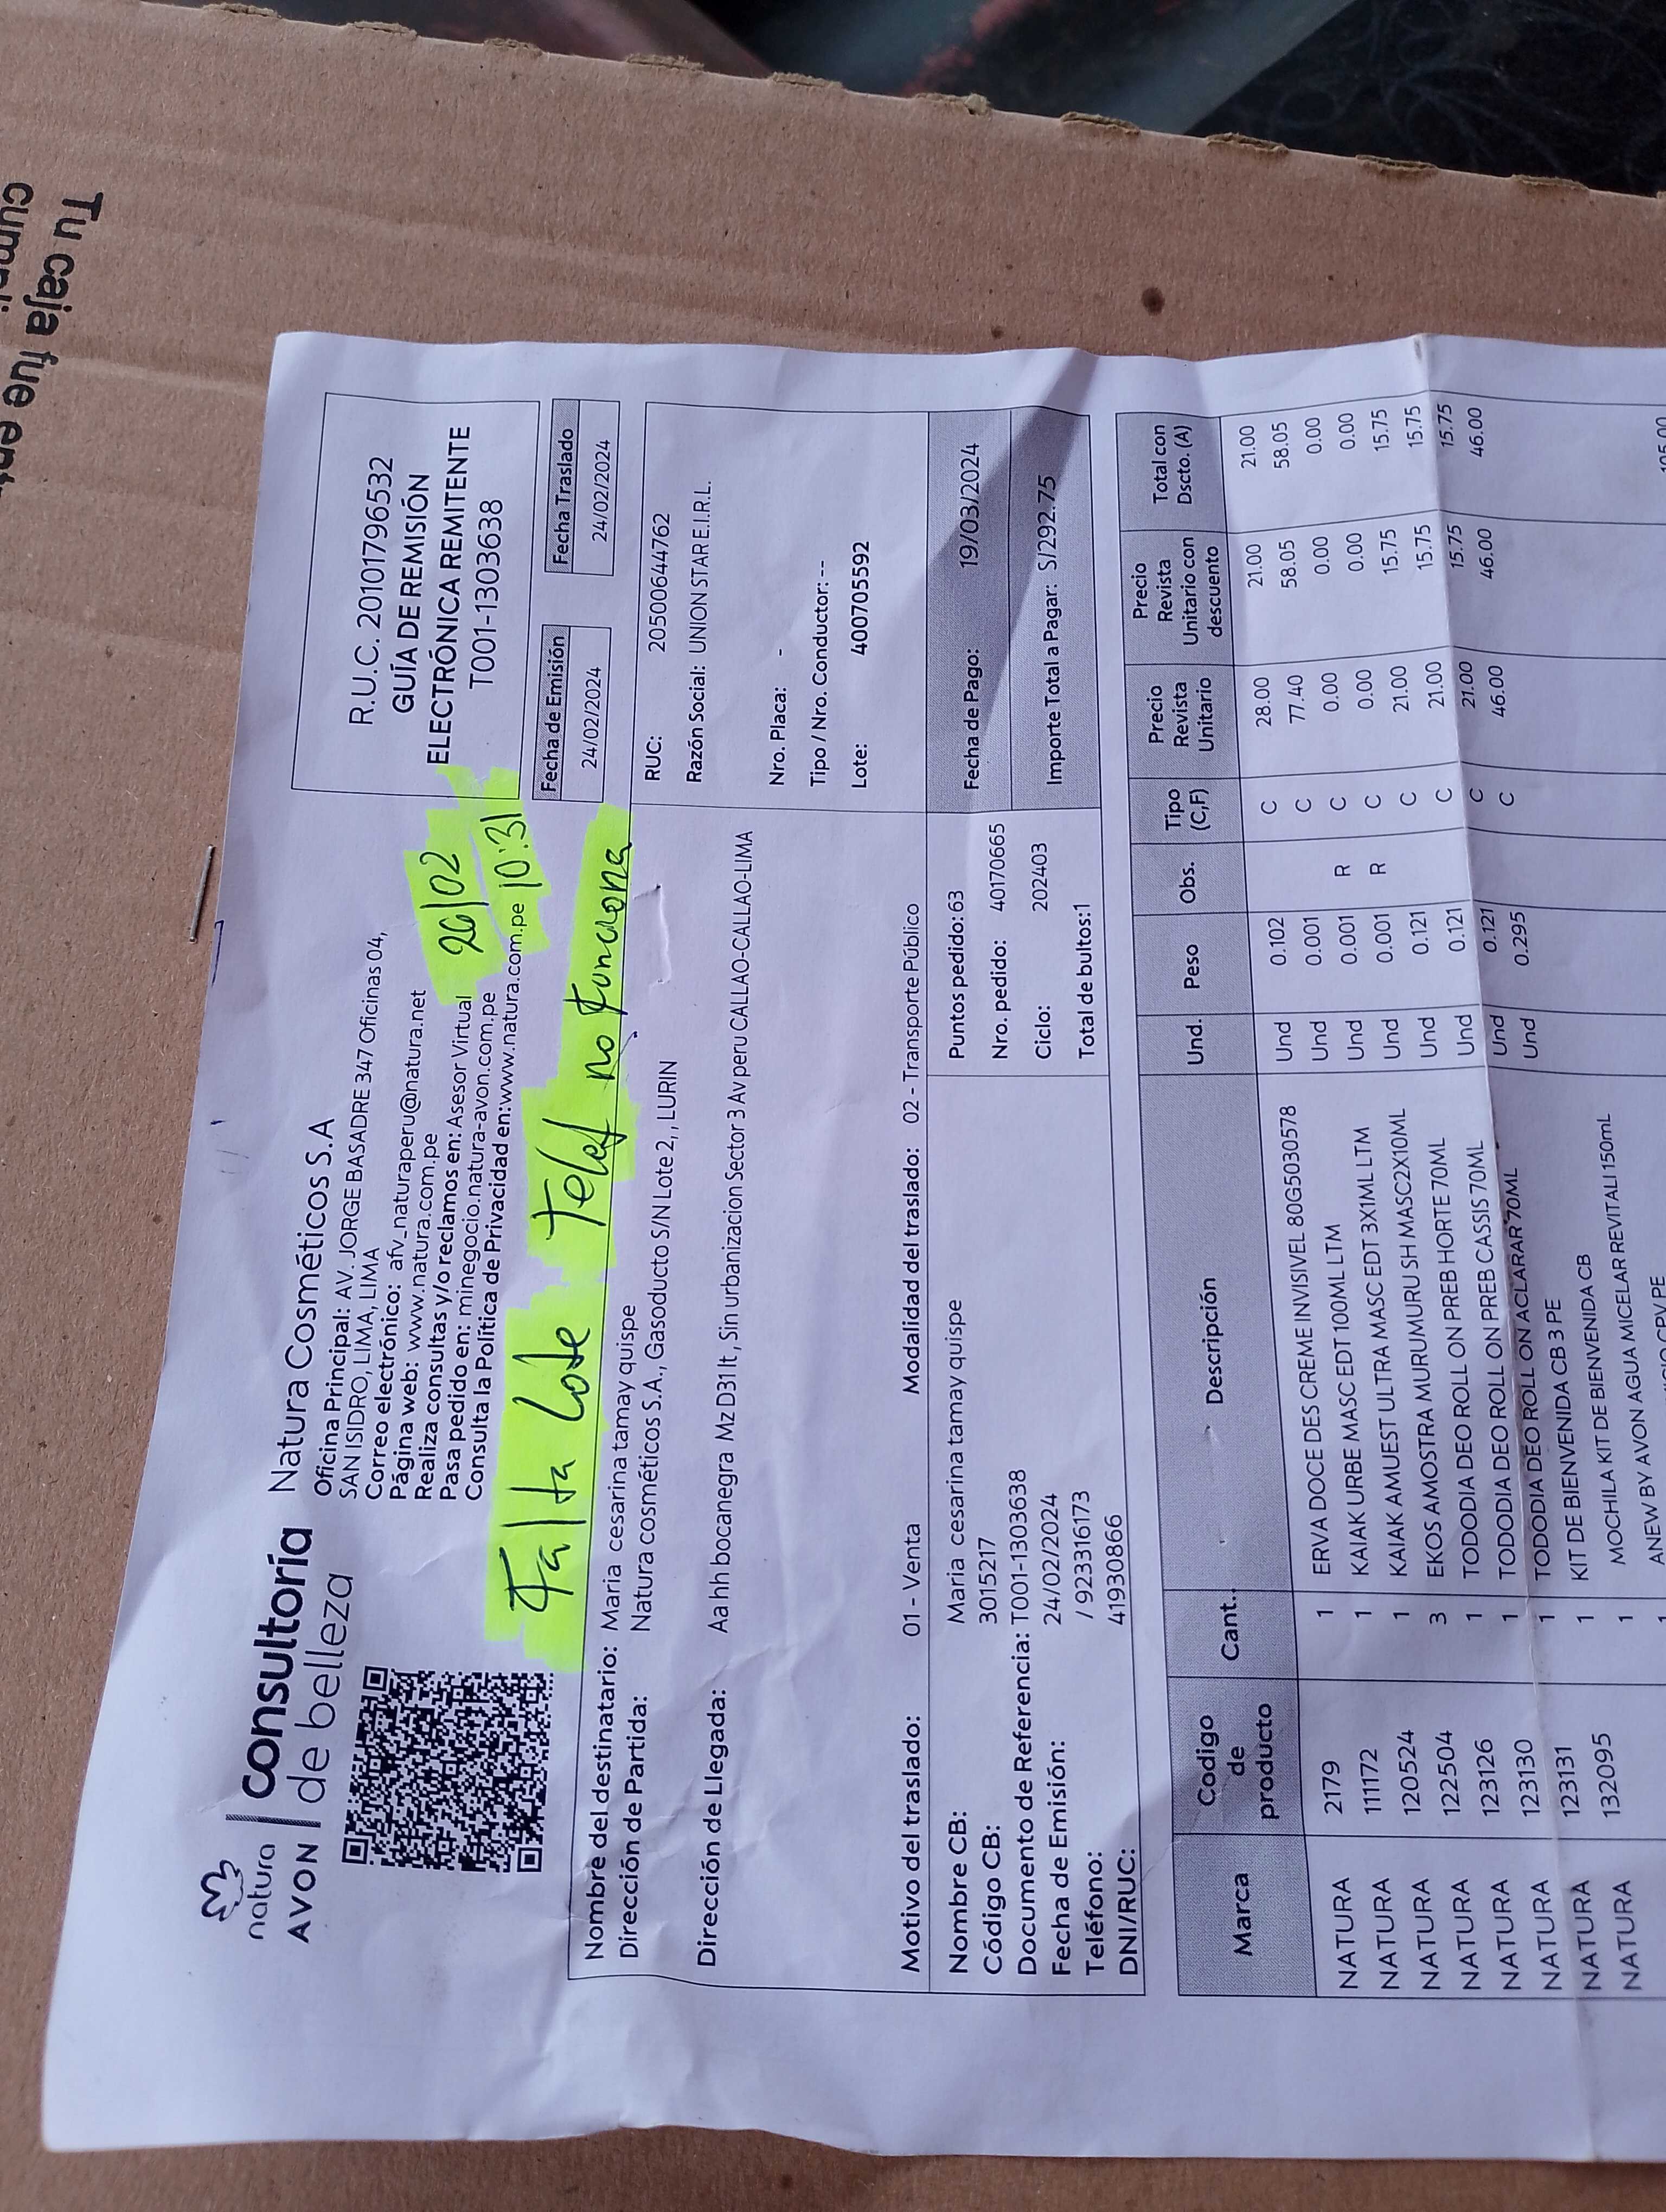 Tu caja fue
natura
AVON
consultoría
de belleza
Natura Cosméticos S.A
Oficina Principal: AV. JORGE BASADRE 347 Oficinas 04,
SAN ISIDRO, LIMA, LIMA
Correo electrónico: afv_naturaperu@natura.net
Página web: www.natura.com.pe
Realiza consultas y/o reclamos en: Asesor Virtual
Pasa pedido en: minegocio.natura-avon.com.pe
Consulta la Política de Privacidad en:www.natura.com.pe
R.U.C. 20101796532
GUÍA DE REMISIÓN
ELECTRÓNICA REMITENTE
T001-1303638
Fecha de Emisión
24/02/2024
Fecha Traslado
24/02/2024
26/02
10:31
Falta Lote Telef no funciona
Nombre del destinatario: Maria cesarina tamay quispe
Dirección de Partida: Natura cosméticos S.A., Gasoducto S/N Lote 2, , LURIN
Dirección de Llegada: Aa hh bocanegra Mz D31 lt , Sin urbanizacion Sector 3 Av peru CALLAO-CALLAO-LIMA
RUC: 20500644762
Razón Social: UNION STAR E.I.R.L.
Nro. Placa: -
Tipo / Nro. Conductor: --
Lote: 400705592
Motivo del traslado: 01 - Venta Modalidad del traslado: 02 - Transporte Público
Nombre CB: Maria cesarina tamay quispe
Código CB: 3015217
Documento de Referencia: T001-1303638
Fecha de Emisión: 24/02/2024
Teléfono: / 923316173
DNI/RUC: 41930866
Puntos pedido: 63
Nro. pedido: 40170665
Ciclo: 202403
Total de bultos:1
Fecha de Pago: 19/03/2024
Importe Total a Pagar: S/292.75
Marca Codigo de producto Cant.. Descripción Und. Peso Obs. Tipo (C,F) Precio Revista Unitario Precio Revista Unitario con descuento Total con Dscto. (A)
NATURA 2179 1 ERVA DOCE DES CREME INVISIVEL 80G5030578 Und 0.102 C 28.00 21.00 21.00
NATURA 111172 1 KAIAK URBE MASC EDT 100ML LTM Und 0.001 C 77.40 58.05 58.05
NATURA 120524 1 KAIAK AMUEST ULTRA MASC EDT 3X1ML LTM Und 0.001 R C 0.00 0.00 0.00
NATURA 122504 3 EKOS AMOSTRA MURUMURU SH MASC2X10ML Und 0.001 R C 0.00 0.00 0.00
NATURA 123126 1 TODODIA DEO ROLL ON PREB HORTE 70ML Und 0.121 C 21.00 15.75 15.75
NATURA 123130 1 TODODIA DEO ROLL ON PREB CASSIS 70ML Und 0.121 C 21.00 15.75 15.75
NATURA 123131 1 TODODIA DEO ROLL ON ACLARAR 70ML Und 0.121 C 21.00 15.75 15.75
NATURA 132095 1 KIT DE BIENVENIDA CB 3 PE Und 0.295 C 46.00 46.00 46.00
1 MOCHILA KIT DE BIENVENIDA CB
1 ANEW BY AVON AGUA MICELAR REVITALI 150mL